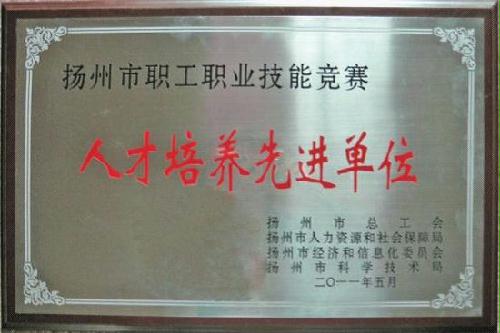 扬州市职工职业技能竞赛
人才培养先进单位
扬州市总工会
扬州市人力资源和社会保障局
扬州市经济和信息化委员会
扬州市科学技术局
二〇一一年五月